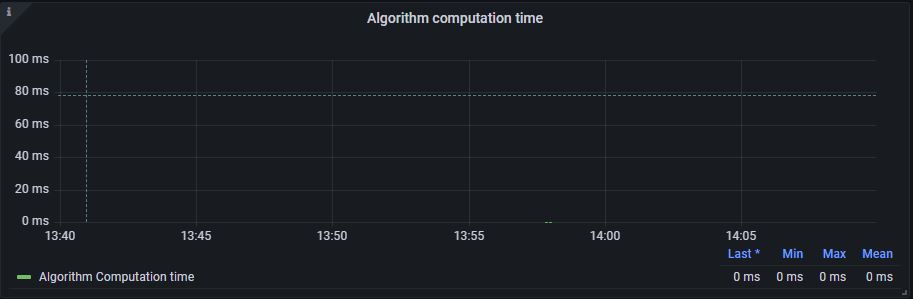 i
Algorithm computation time
100 ms
80 ms
60 ms
40 ms
20 ms
0 ms
13:40 13:45 13:50 13:55 14:00 14:05
Last * Min Max Mean
Algorithm Computation time 0 ms 0 ms 0 ms 0 ms